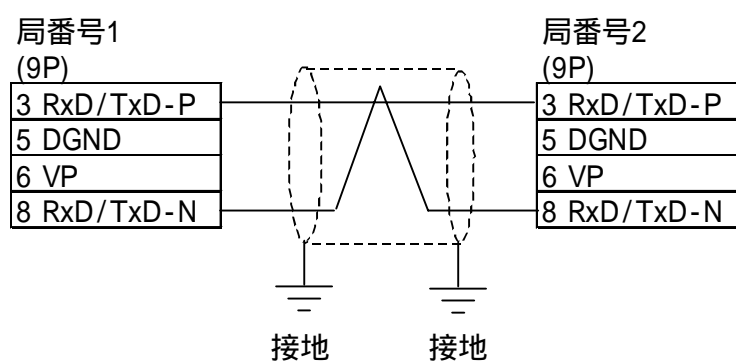 局番号1
(9P)
3 RxD/TxD-P
5 DGND
6 VP
8 RxD/TxD-N
局番号2
(9P)
3 RxD/TxD-P
5 DGND
6 VP
8 RxD/TxD-N
接地
接地